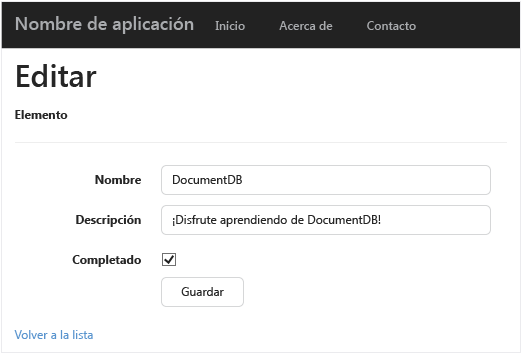 Nombre de aplicación Inicio Acerca de Contacto
Editar
Elemento
Nombre DocumentDB
Descripción ¡Disfrute aprendiendo de DocumentDB!
Completado
Guardar
Volver a la lista